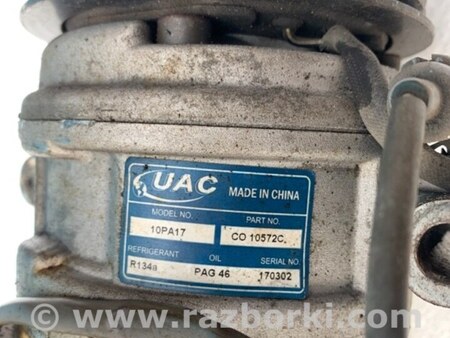 UAC MADE IN CHINA
MODEL NO. PART NO.
10PA17 CO 10572C
REFRIGERANT OIL SERIAL NO
R134a PAG 46 170302
www.razborki.com